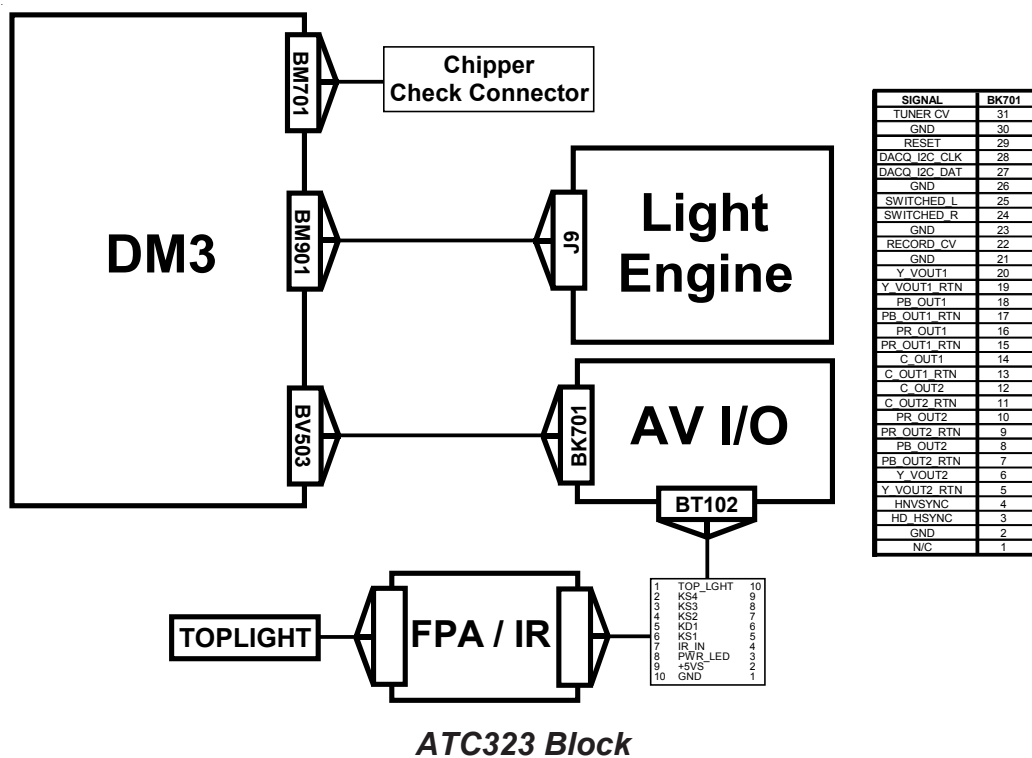 BM701
Chipper
Check Connector
DM3
BM901
J9
Light
Engine
BV503
BK701
AV I/O
BT102
TOPLIGHT
FPA / IR
1 TOP_LGHT 10
2 KS4 9
3 KS3 8
4 KS2 7
5 KD1 6
6 KS1 5
7 IR_IN 4
8 PWR_LED 3
9 +5VS 2
10 GND 1
SIGNAL BK701
TUNER CV 31
GND 30
RESET 29
DACQ_I2C_CLK 28
DACQ_I2C_DAT 27
GND 26
SWITCHED_L 25
SWITCHED_R 24
GND 23
RECORD_CV 22
GND 21
Y_VOUT1 20
Y_VOUT1_RTN 19
PB_OUT1 18
PB_OUT1_RTN 17
PR_OUT1 16
PR_OUT1_RTN 15
C_OUT1 14
C_OUT1_RTN 13
C_OUT2 12
C_OUT2_RTN 11
PR_OUT2 10
PR_OUT2_RTN 9
PB_OUT2 8
PB_OUT2_RTN 7
Y_VOUT2 6
Y_VOUT2_RTN 5
HNVSYNC 4
HD_HSYNC 3
GND 2
N/C 1
ATC323 Block